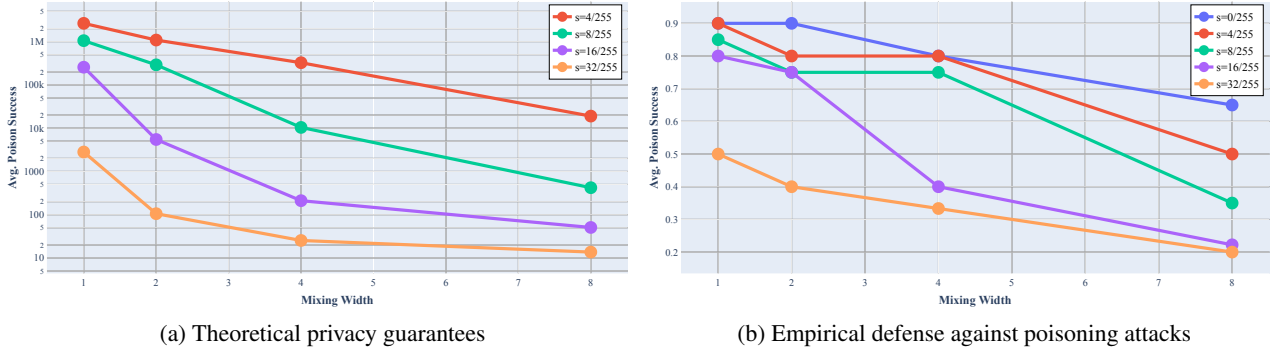 5
2
1M
5
2
100k
5
2
10k
5
2
1000
5
2
100
5
2
10
5
Avg. Poison Success
1 2 3 4 5 6 7 8
Mixing Width
s=4/255
s=8/255
s=16/255
s=32/255
(a) Theoretical privacy guarantees
0.9
0.8
0.7
0.6
0.5
0.4
0.3
0.2
Avg. Poison Success
1 2 3 4 5 6 7 8
Mixing Width
s=0/255
s=4/255
s=8/255
s=16/255
s=32/255
(b) Empirical defense against poisoning attacks